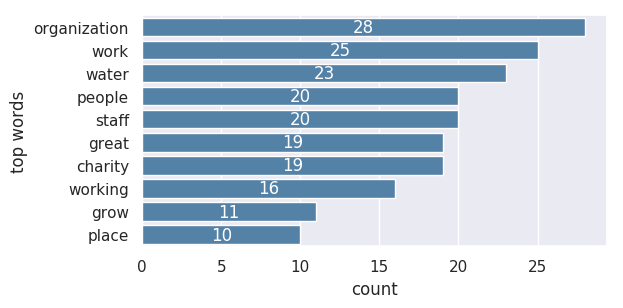 organization 28
work 25
water 23
people 20
staff 20
great 19
charity 19
working 16
grow 11
place 10
top words
0 5 10 15 20 25
count